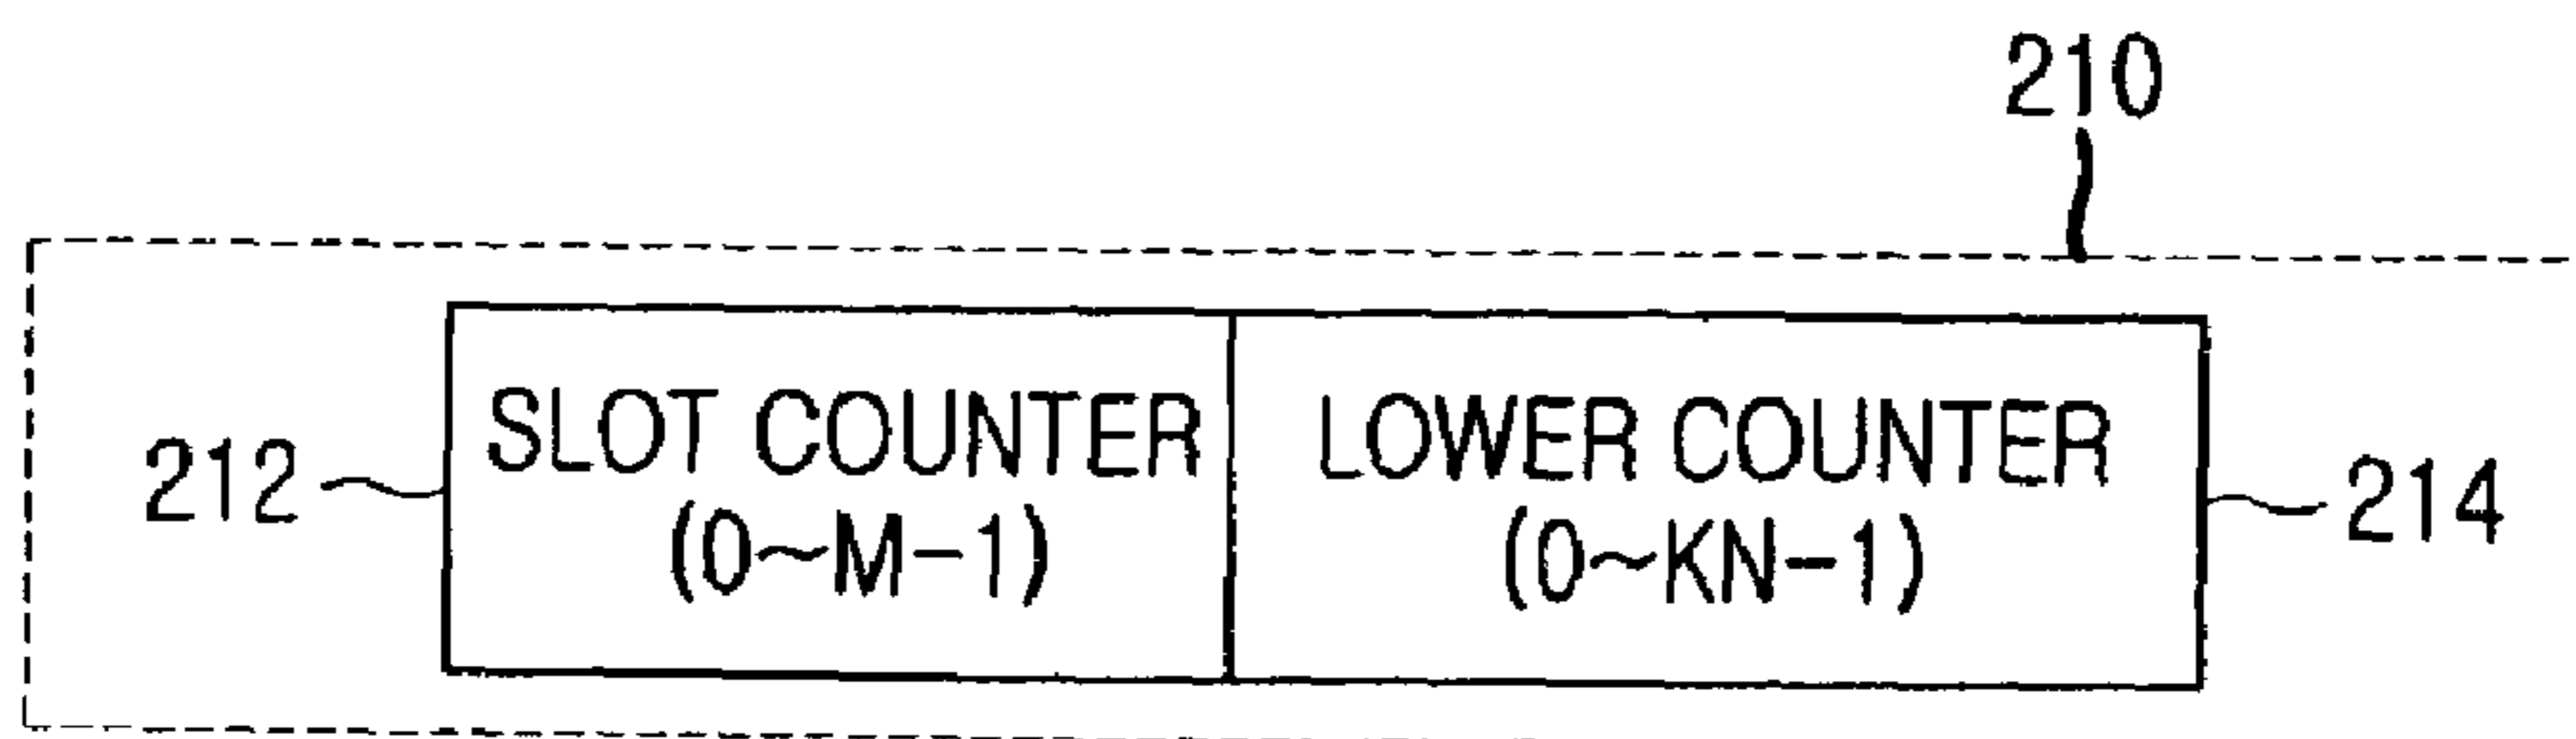 210
212
SLOT COUNTER
(0~M-1)
LOWER COUNTER
(0~KN-1)
214